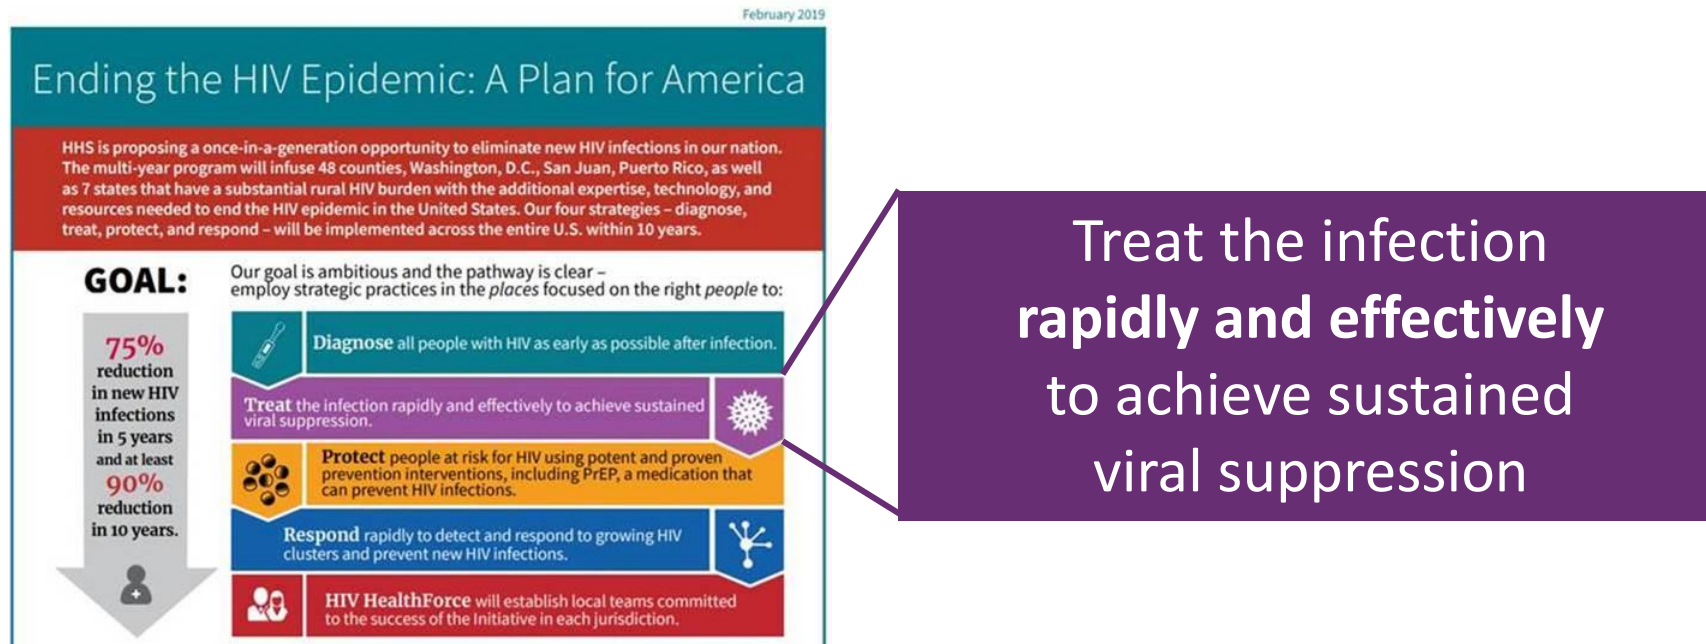 February 2019
Ending the HIV Epidemic: A Plan for America
HHS is proposing a once-in-a-generation opportunity to eliminate new HIV infections in our nation.
The multi-year program will infuse 48 counties, Washington, D.C., San Juan, Puerto Rico, as well
as 7 states that have a substantial rural HIV burden with the additional expertise, technology, and
resources needed to end the HIV epidemic in the United States. Our four strategies – diagnose,
treat, protect, and respond – will be implemented across the entire U.S. within 10 years.
GOAL:
Our goal is ambitious and the pathway is clear –
employ strategic practices in the places focused on the right people to:
75%
reduction
in new HIV
infections
in 5 years
and at least
90%
reduction
in 10 years.
Diagnose all people with HIV as early as possible after infection.
Treat the infection rapidly and effectively to achieve sustained
viral suppression.
Protect people at risk for HIV using potent and proven
prevention interventions, including PrEP, a medication that
can prevent HIV infections.
Respond rapidly to detect and respond to growing HIV
clusters and prevent new HIV infections.
HIV HealthForce will establish local teams committed
to the success of the Initiative in each jurisdiction.
Treat the infection
rapidly and effectively
to achieve sustained
viral suppression